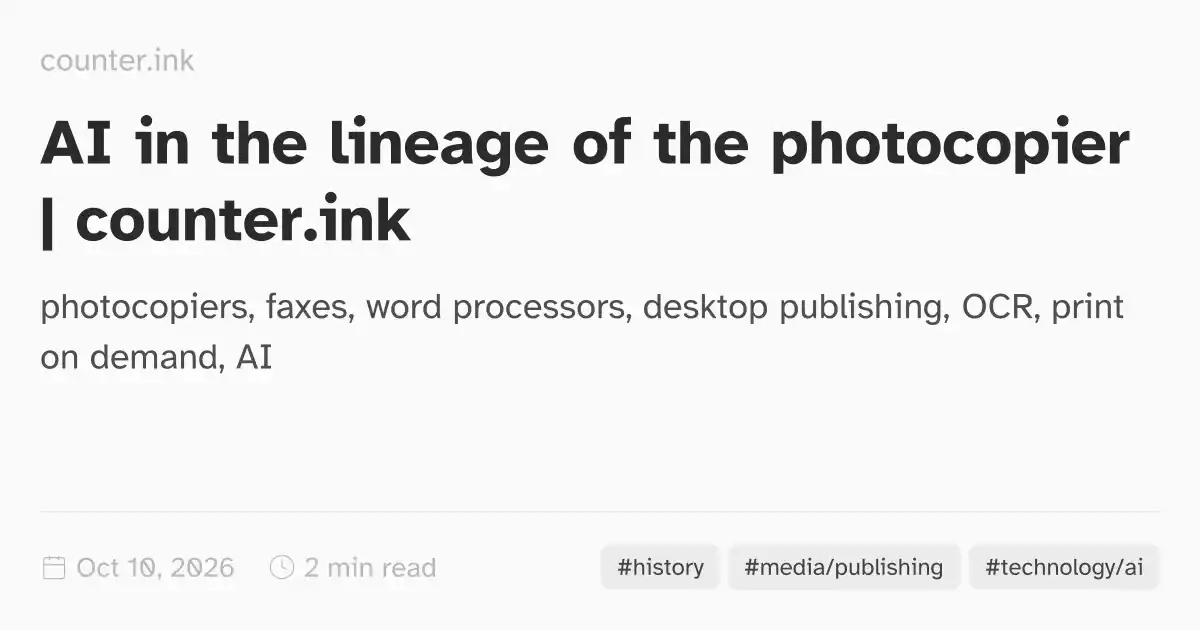 counter.ink
AI in the lineage of the photocopier
| counter.ink
photocopiers, faxes, word processors, desktop publishing, OCR, print
on demand, AI
Oct 10, 2026 2 min read #history #media/publishing #technology/ai